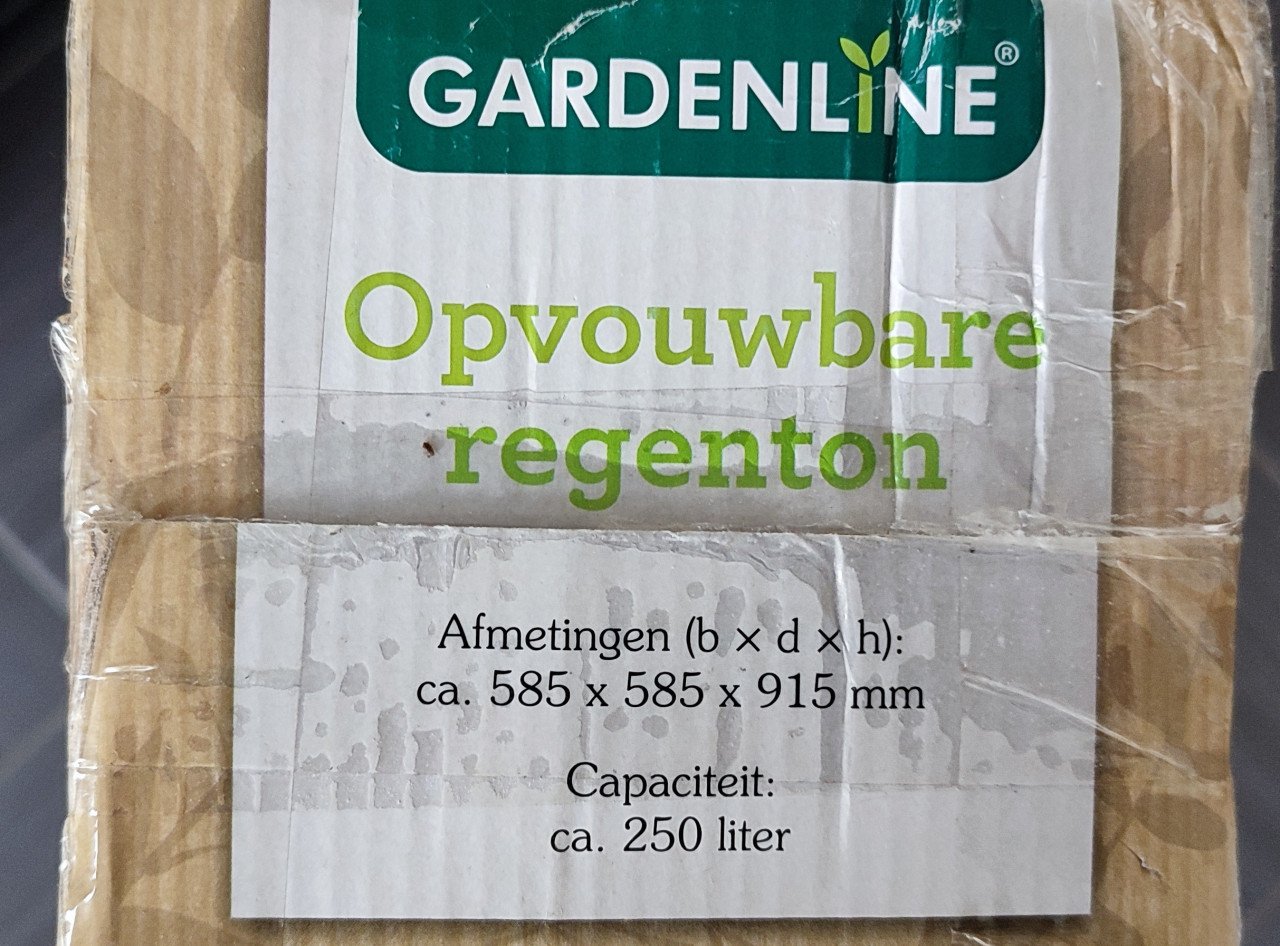 GARDENLINE®
Opvouwbare
regenton
Afmetingen (b × d × h):
ca. 585 x 585 x 915 mm
Capaciteit:
ca. 250 liter